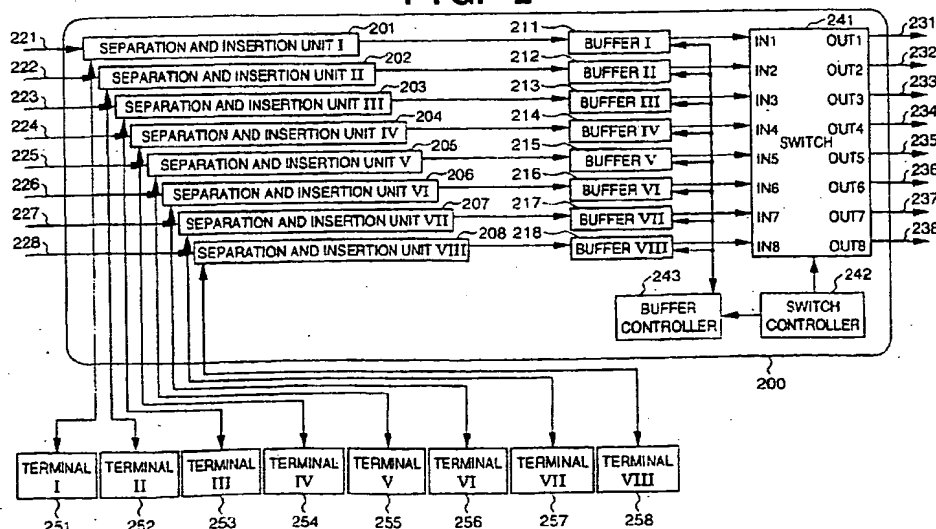 201
211
241
231
221
SEPARATION AND INSERTION UNIT I
BUFFER I
IN1
OUT1
202
212
232
222
SEPARATION AND INSERTION UNIT II
BUFFER II
IN2
OUT2
203
213
233
223
SEPARATION AND INSERTION UNIT III
BUFFER III
IN3
OUT3
204
214
234
224
SEPARATION AND INSERTION UNIT IV
BUFFER IV
IN4
OUT4
SWITCH
205
215
235
225
SEPARATION AND INSERTION UNIT V
BUFFER V
IN5
OUT5
206
216
236
226
SEPARATION AND INSERTION UNIT VI
BUFFER VI
IN6
OUT6
207
217
237
227
SEPARATION AND INSERTION UNIT VII
BUFFER VII
IN7
OUT7
208
218
238
228
SEPARATION AND INSERTION UNIT VIII
BUFFER VIII
IN8
OUT8
243
242
BUFFER
CONTROLLER
SWITCH
CONTROLLER
200
TERMINAL
I
TERMINAL
II
TERMINAL
III
TERMINAL
IV
TERMINAL
V
TERMINAL
VI
TERMINAL
VII
TERMINAL
VIII
251
252
253
254
255
256
257
258